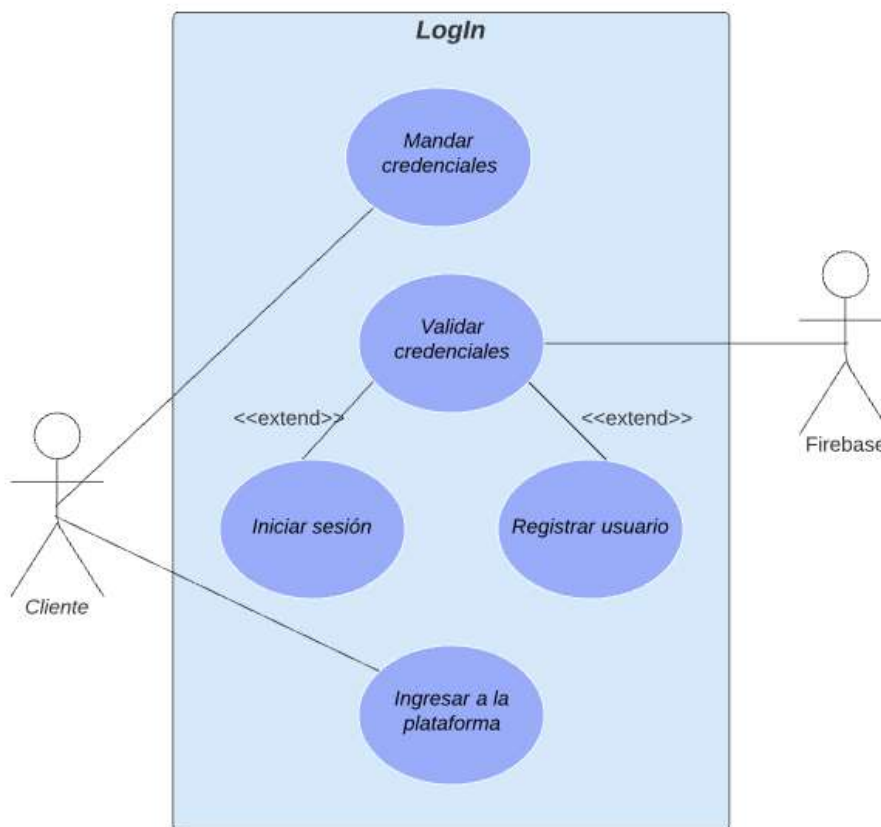 LogIn
Mandar
credenciales
Validar
credenciales
<<extend>>
<<extend>>
Firebase
Iniciar sesión
Registrar usuario
Cliente
Ingresar a la
plataforma